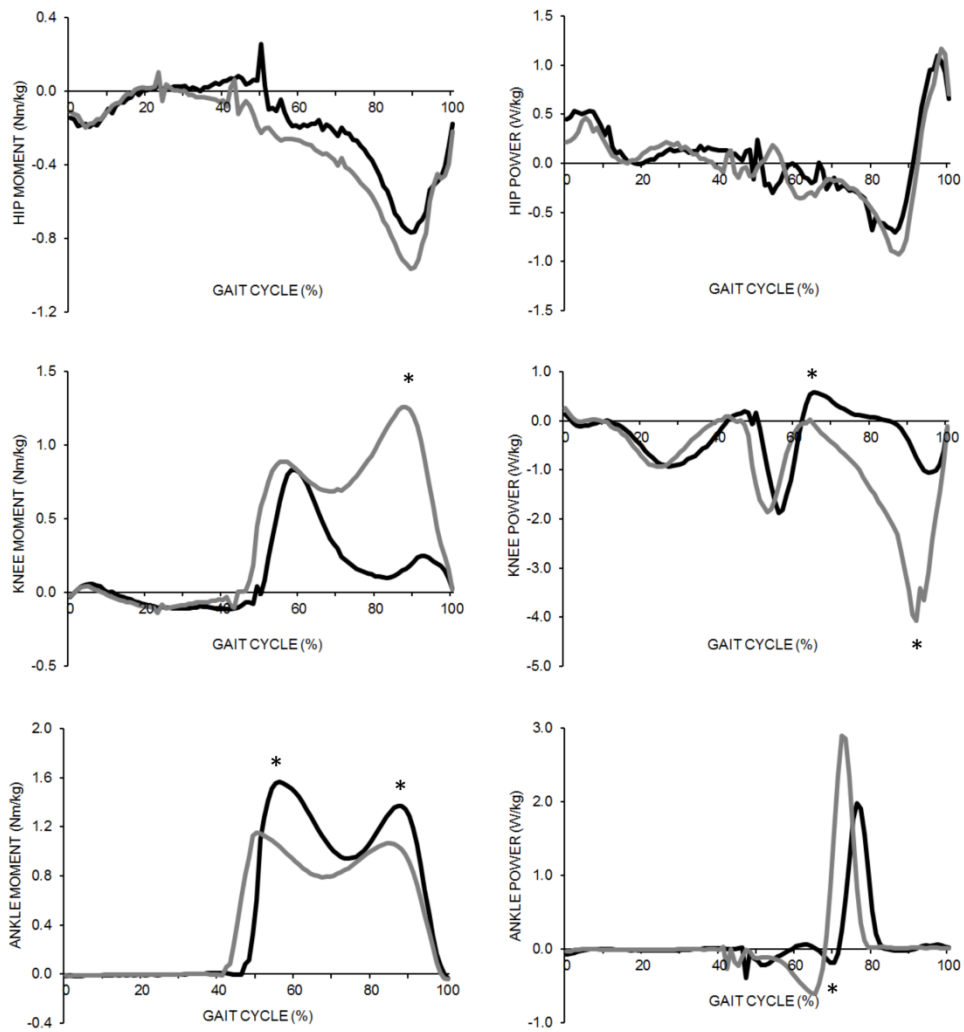 HIP MOMENT (Nm/kg)
0.4
0.0
-0.4
-0.8
-1.2
0 20 40 60 80 100
GAIT CYCLE (%)
HIP POWER (W/kg)
1.5
1.0
0.5
0.0
-0.5
-1.0
-1.5
0 20 40 60 80 100
GAIT CYCLE (%)
KNEE MOMENT (Nm/kg)
1.5
1.0
0.5
0.0
-0.5
*
0 20 40 60 80 100
GAIT CYCLE (%)
KNEE POWER (W/kg)
1.0
0.0
-1.0
-2.0
-3.0
-4.0
-5.0
*
0 20 40 60 80 100
GAIT CYCLE (%)
*
ANKLE MOMENT (Nm/kg)
2.0
1.6
1.2
0.8
0.4
0.0
-0.4
* *
0 20 40 60 80 100
GAIT CYCLE (%)
ANKLE POWER (W/kg)
3.0
2.0
1.0
0.0
-1.0
0 20 40 60 80 100
*
GAIT CYCLE (%)